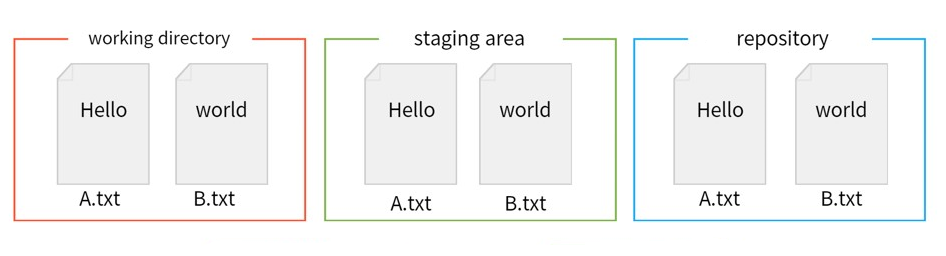 working directory
staging area
repository
Hello
world
Hello
world
Hello
world
A.txt
B.txt
A.txt
B.txt
A.txt
B.txt